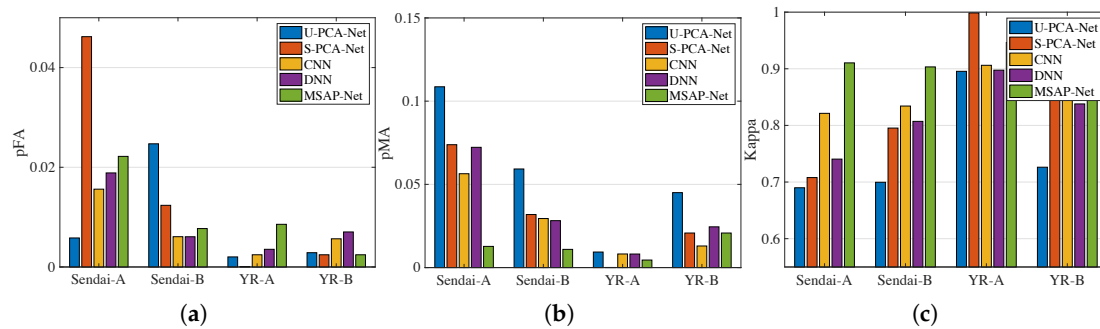 U-PCA-Net
S-PCA-Net
CNN
DNN
MSAP-Net
0.04
0.02
0
pFA
Sendai-A Sendai-B YR-A YR-B
(a)
0.15
U-PCA-Net
S-PCA-Net
CNN
DNN
MSAP-Net
0.1
0.05
0
pMA
Sendai-A Sendai-B YR-A YR-B
(b)
1
U-PCA-Net
S-PCA-Net
CNN
DNN
MSAP-Net
0.9
0.8
0.7
0.6
Kappa
Sendai-A Sendai-B YR-A YR-B
(c)